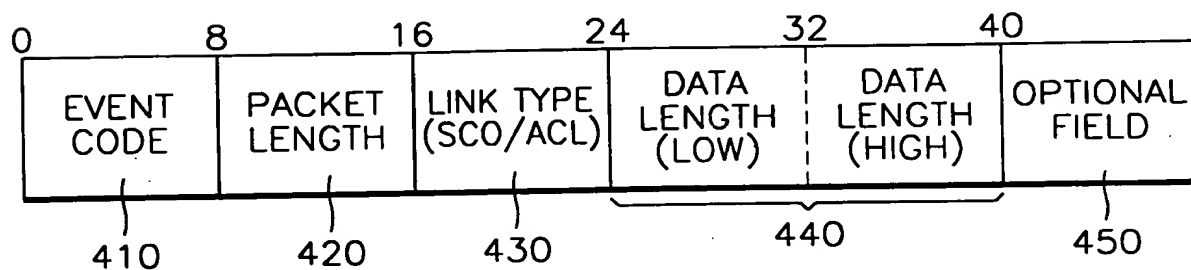 0 8 16 24 32 40
EVENT CODE
PACKET LENGTH
LINK TYPE (SCO/ACL)
DATA LENGTH (LOW)
DATA LENGTH (HIGH)
OPTIONAL FIELD
410 420 430 440 450